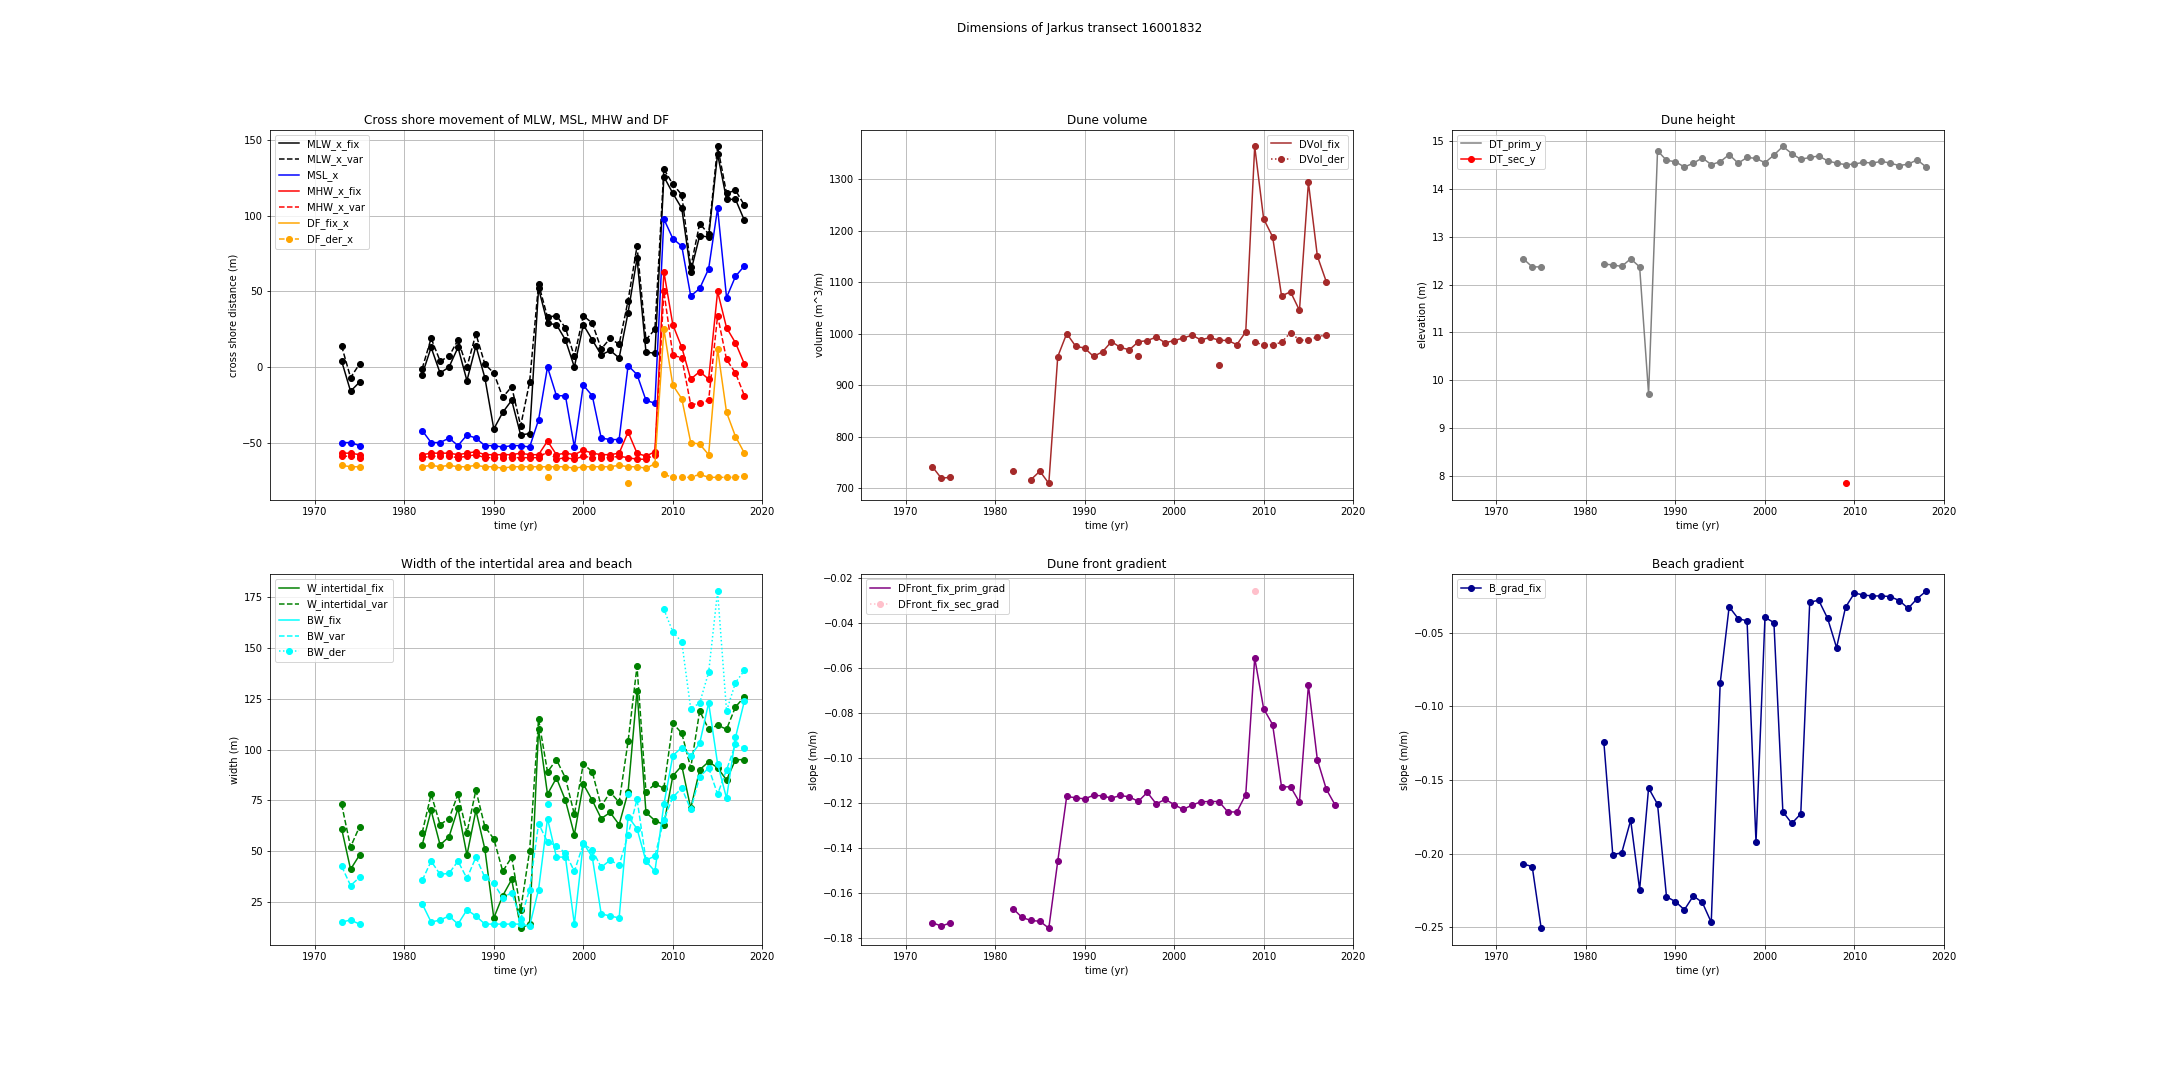 Dimensions of Jarkus transect 16001832
Cross shore movement of MLW, MSL, MHW and DF
MLW_x_fix
MLW_x_var
MSL_x
MHW_x_fix
MHW_x_var
DF_fix_x
DF_der_x
150
100
50
0
−50
cross shore distance (m)
1970 1980 1990 2000 2010 2020
time (yr)
Dune volume
DVol_fix
DVol_der
1300
1200
1100
1000
900
800
700
volume (m^3/m)
1970 1980 1990 2000 2010 2020
time (yr)
Dune height
DT_prim_y
DT_sec_y
15
14
13
12
11
10
9
8
elevation (m)
1970 1980 1990 2000 2010 2020
time (yr)
Width of the intertidal area and beach
W_intertidal_fix
W_intertidal_var
BW_fix
BW_var
BW_der
175
150
125
100
75
50
25
width (m)
1970 1980 1990 2000 2010 2020
time (yr)
Dune front gradient
DFront_fix_prim_grad
DFront_fix_sec_grad
−0.02
−0.04
−0.06
−0.08
−0.10
−0.12
−0.14
−0.16
−0.18
slope (m/m)
1970 1980 1990 2000 2010 2020
time (yr)
Beach gradient
B_grad_fix
−0.05
−0.10
−0.15
−0.20
−0.25
slope (m/m)
1970 1980 1990 2000 2010 2020
time (yr)